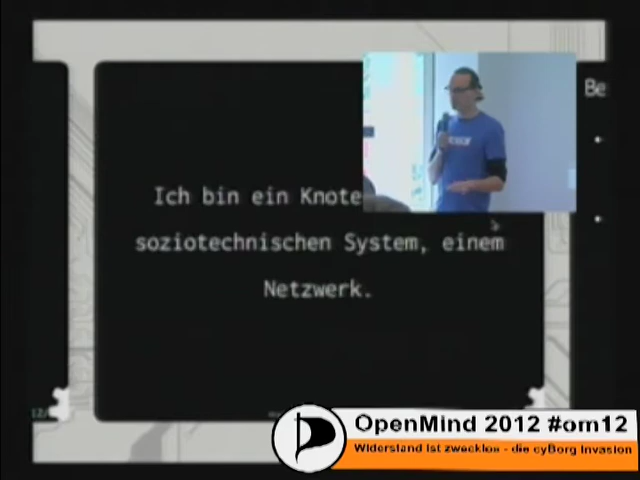 Be
Ich bin ein Knote
soziotechnischen System, einem
Netzwerk.
OpenMind 2012 #om12
Widerstand ist zwecklos - die cyBorg Invasion